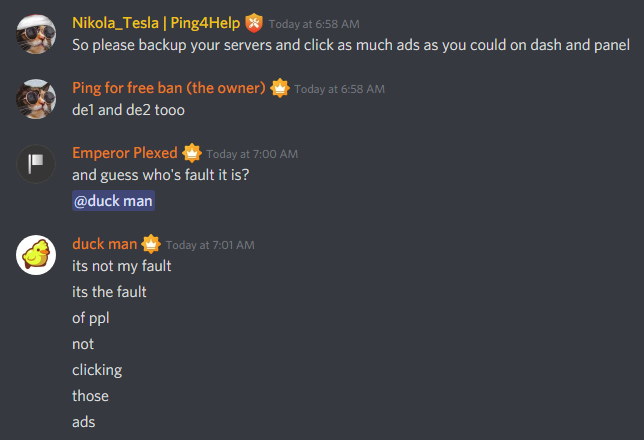 Nikola_Tesla | Ping4Help Today at 6:58 AM
So please backup your servers and click as much ads as you could on dash and panel
Ping for free ban (the owner) Today at 6:58 AM
de1 and de2 tooo
Emperor Plexed Today at 7:00 AM
and guess who's fault it is?
@duck man
duck man Today at 7:01 AM
its not my fault
its the fault
of ppl
not
clicking
those
ads